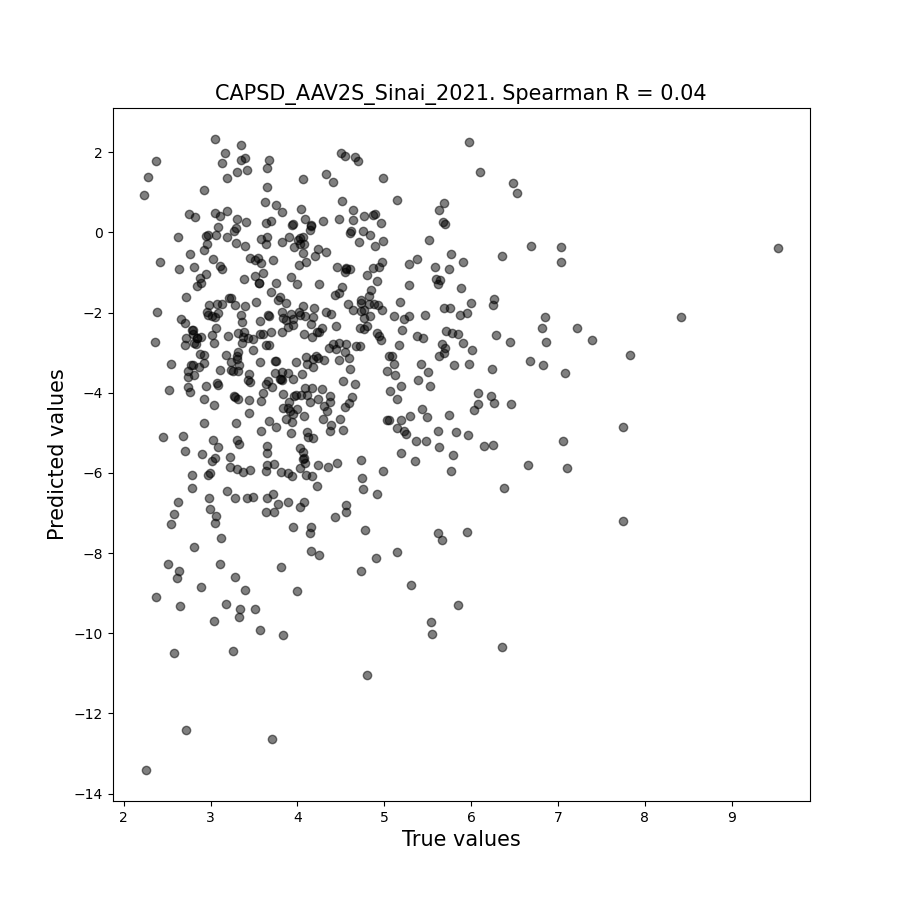 CAPSD_AAV2S_Sinai_2021. Spearman R = 0.04
Predicted values
2
0
−2
−4
−6
−8
−10
−12
−14
2 3 4 5 6 7 8 9
True values